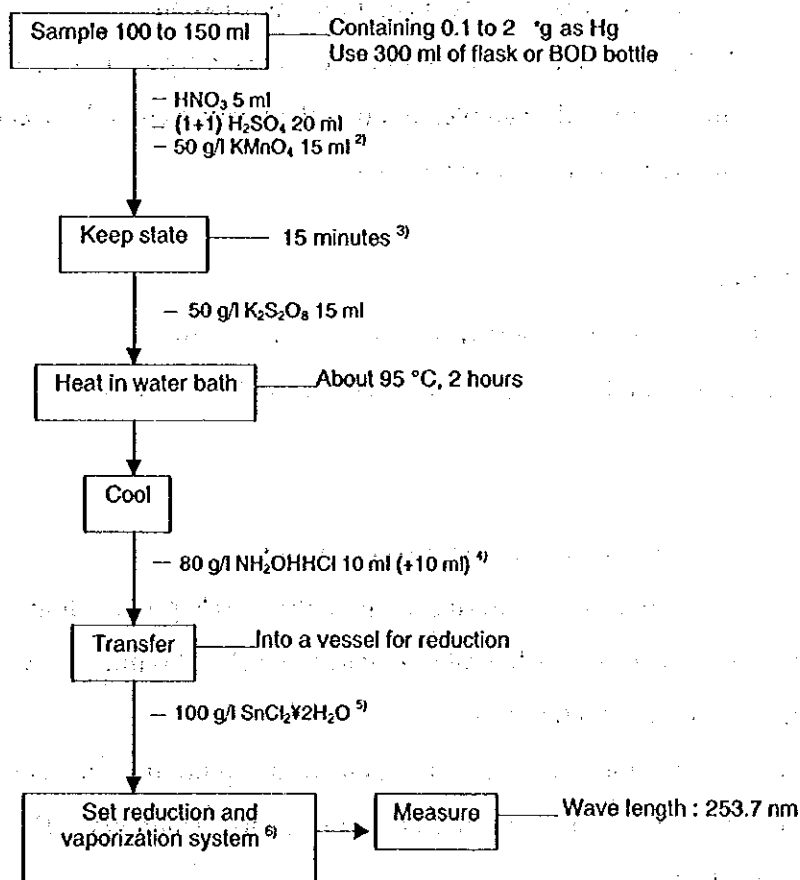 Sample 100 to 150 ml
Containing 0.1 to 2 *g as Hg
Use 300 ml of flask or BOD bottle
– HNO₃ 5 ml
– (1+1) H₂SO₄ 20 ml
– 50 g/l KMnO₄ 15 ml ²⁾
Keep state
15 minutes ³⁾
– 50 g/l K₂S₂O₈ 15 ml
Heat in water bath
About 95 °C, 2 hours
Cool
– 80 g/l NH₂OHHCl 10 ml (+10 ml) ⁴⁾
Transfer
Into a vessel for reduction
– 100 g/l SnCl₂¥2H₂O ⁵⁾
Set reduction and
vaporization system ⁶⁾
Measure
Wave length : 253.7 nm